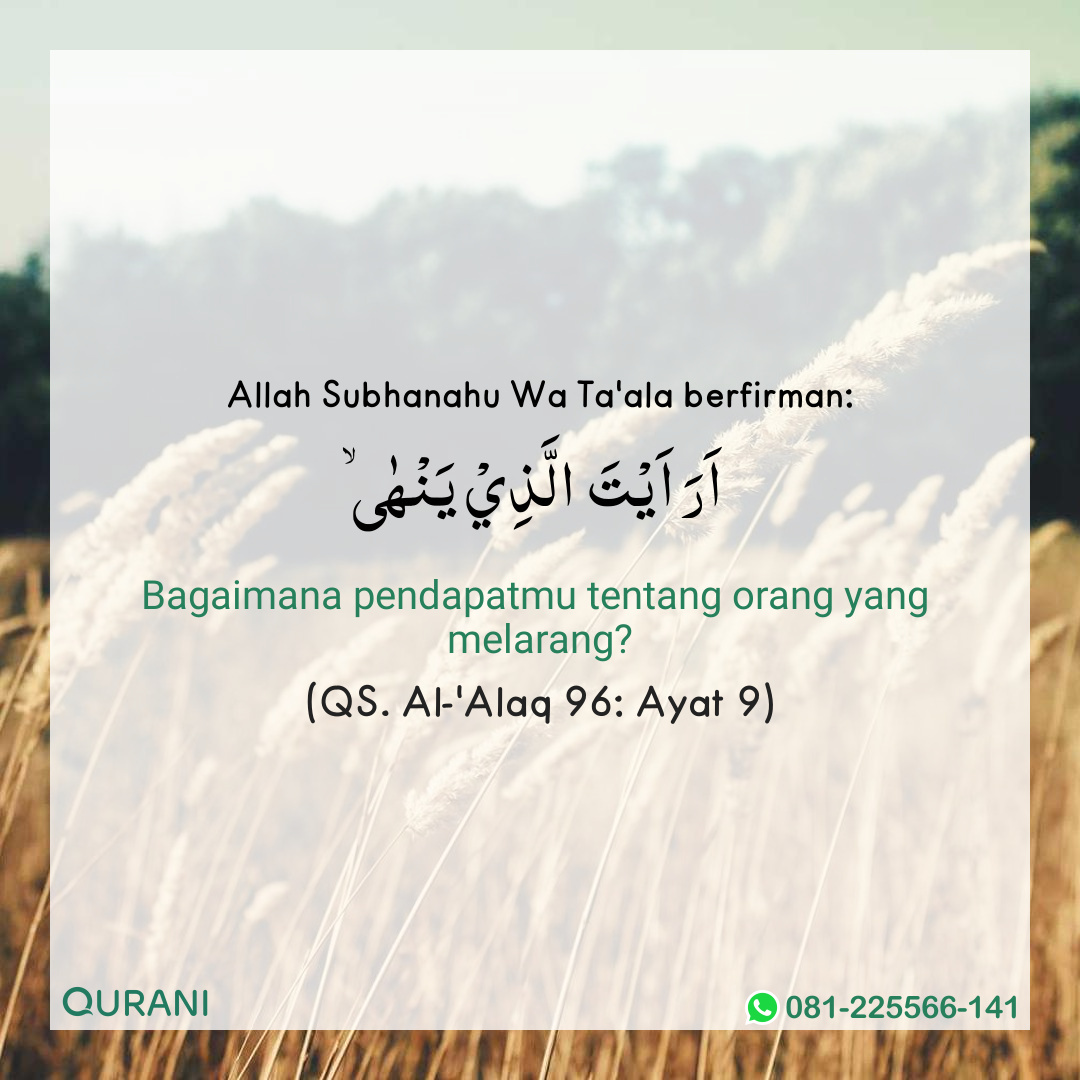 Allah Subhanahu Wa Ta'ala berfirman:
اَرَاَيْتَ الَّذِيْ يَنْهٰىۙ
Bagaimana pendapatmu tentang orang yang
melarang?
(QS. Al-'Alaq 96: Ayat 9)
QURANI
081-225566-141